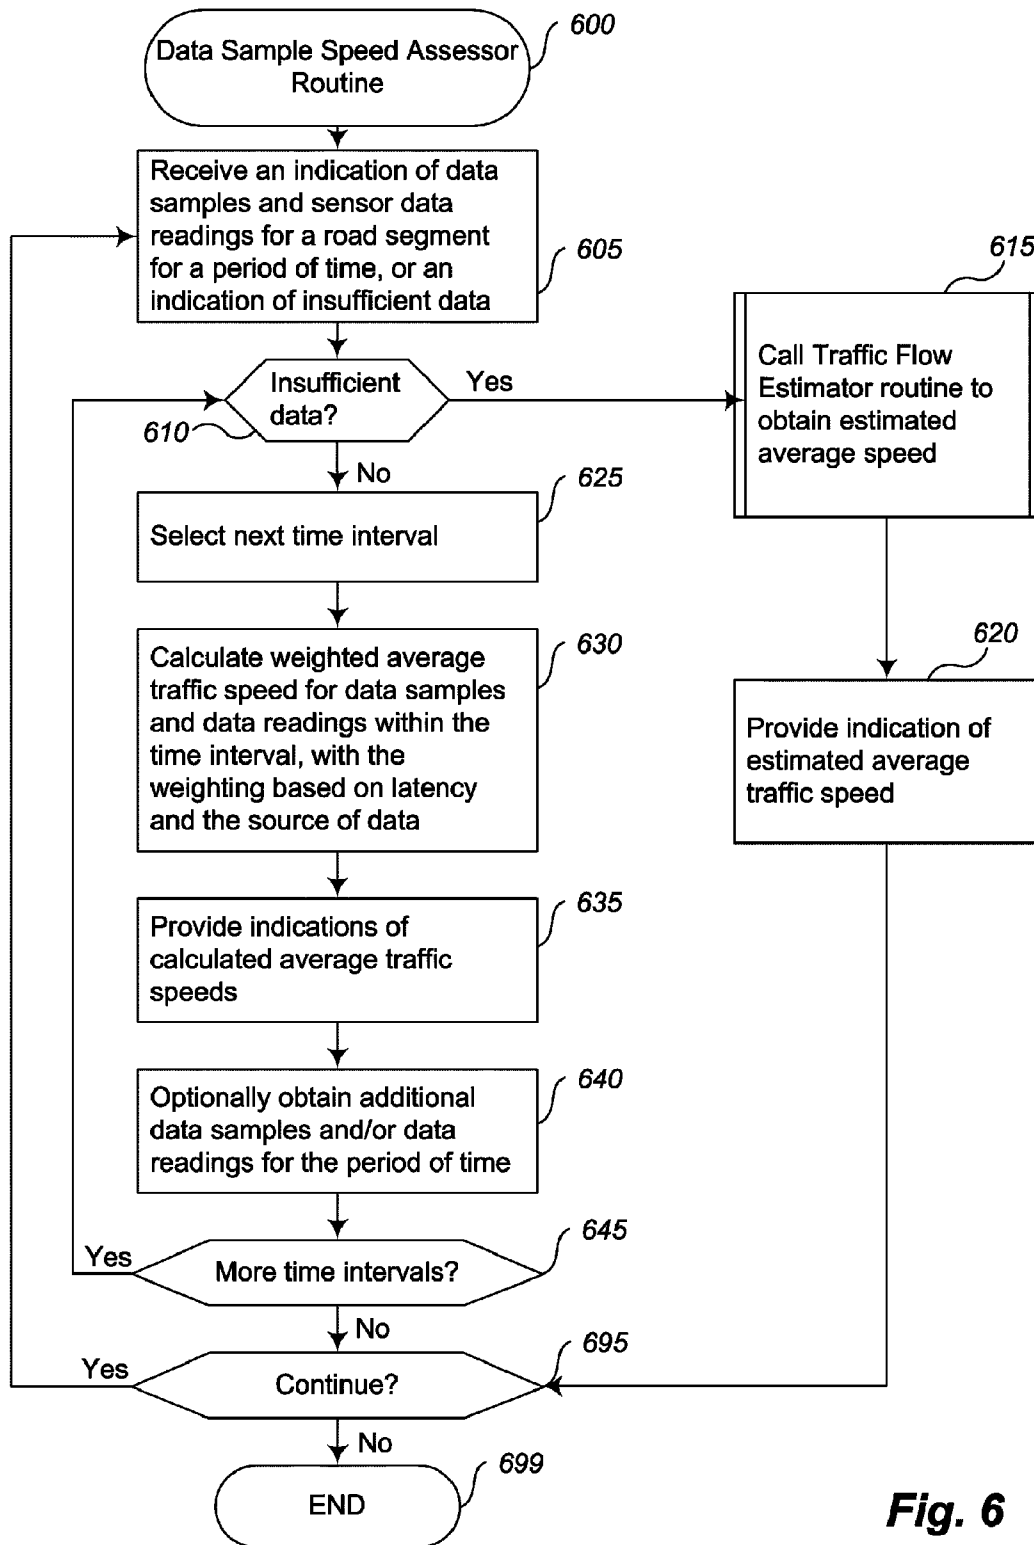 Data Sample Speed Assessor
Routine
600
Receive an indication of data
samples and sensor data
readings for a road segment
for a period of time, or an
indication of insufficient data
605
Insufficient
data?
610
Yes
No
615
Call Traffic Flow
Estimator routine to
obtain estimated
average speed
620
Provide indication of
estimated average
traffic speed
625
Select next time interval
630
Calculate weighted average
traffic speed for data samples
and data readings within the
time interval, with the
weighting based on latency
and the source of data
635
Provide indications of
calculated average traffic
speeds
640
Optionally obtain additional
data samples and/or data
readings for the period of time
645
Yes
More time intervals?
No
695
Yes
Continue?
No
699
END
Fig. 6